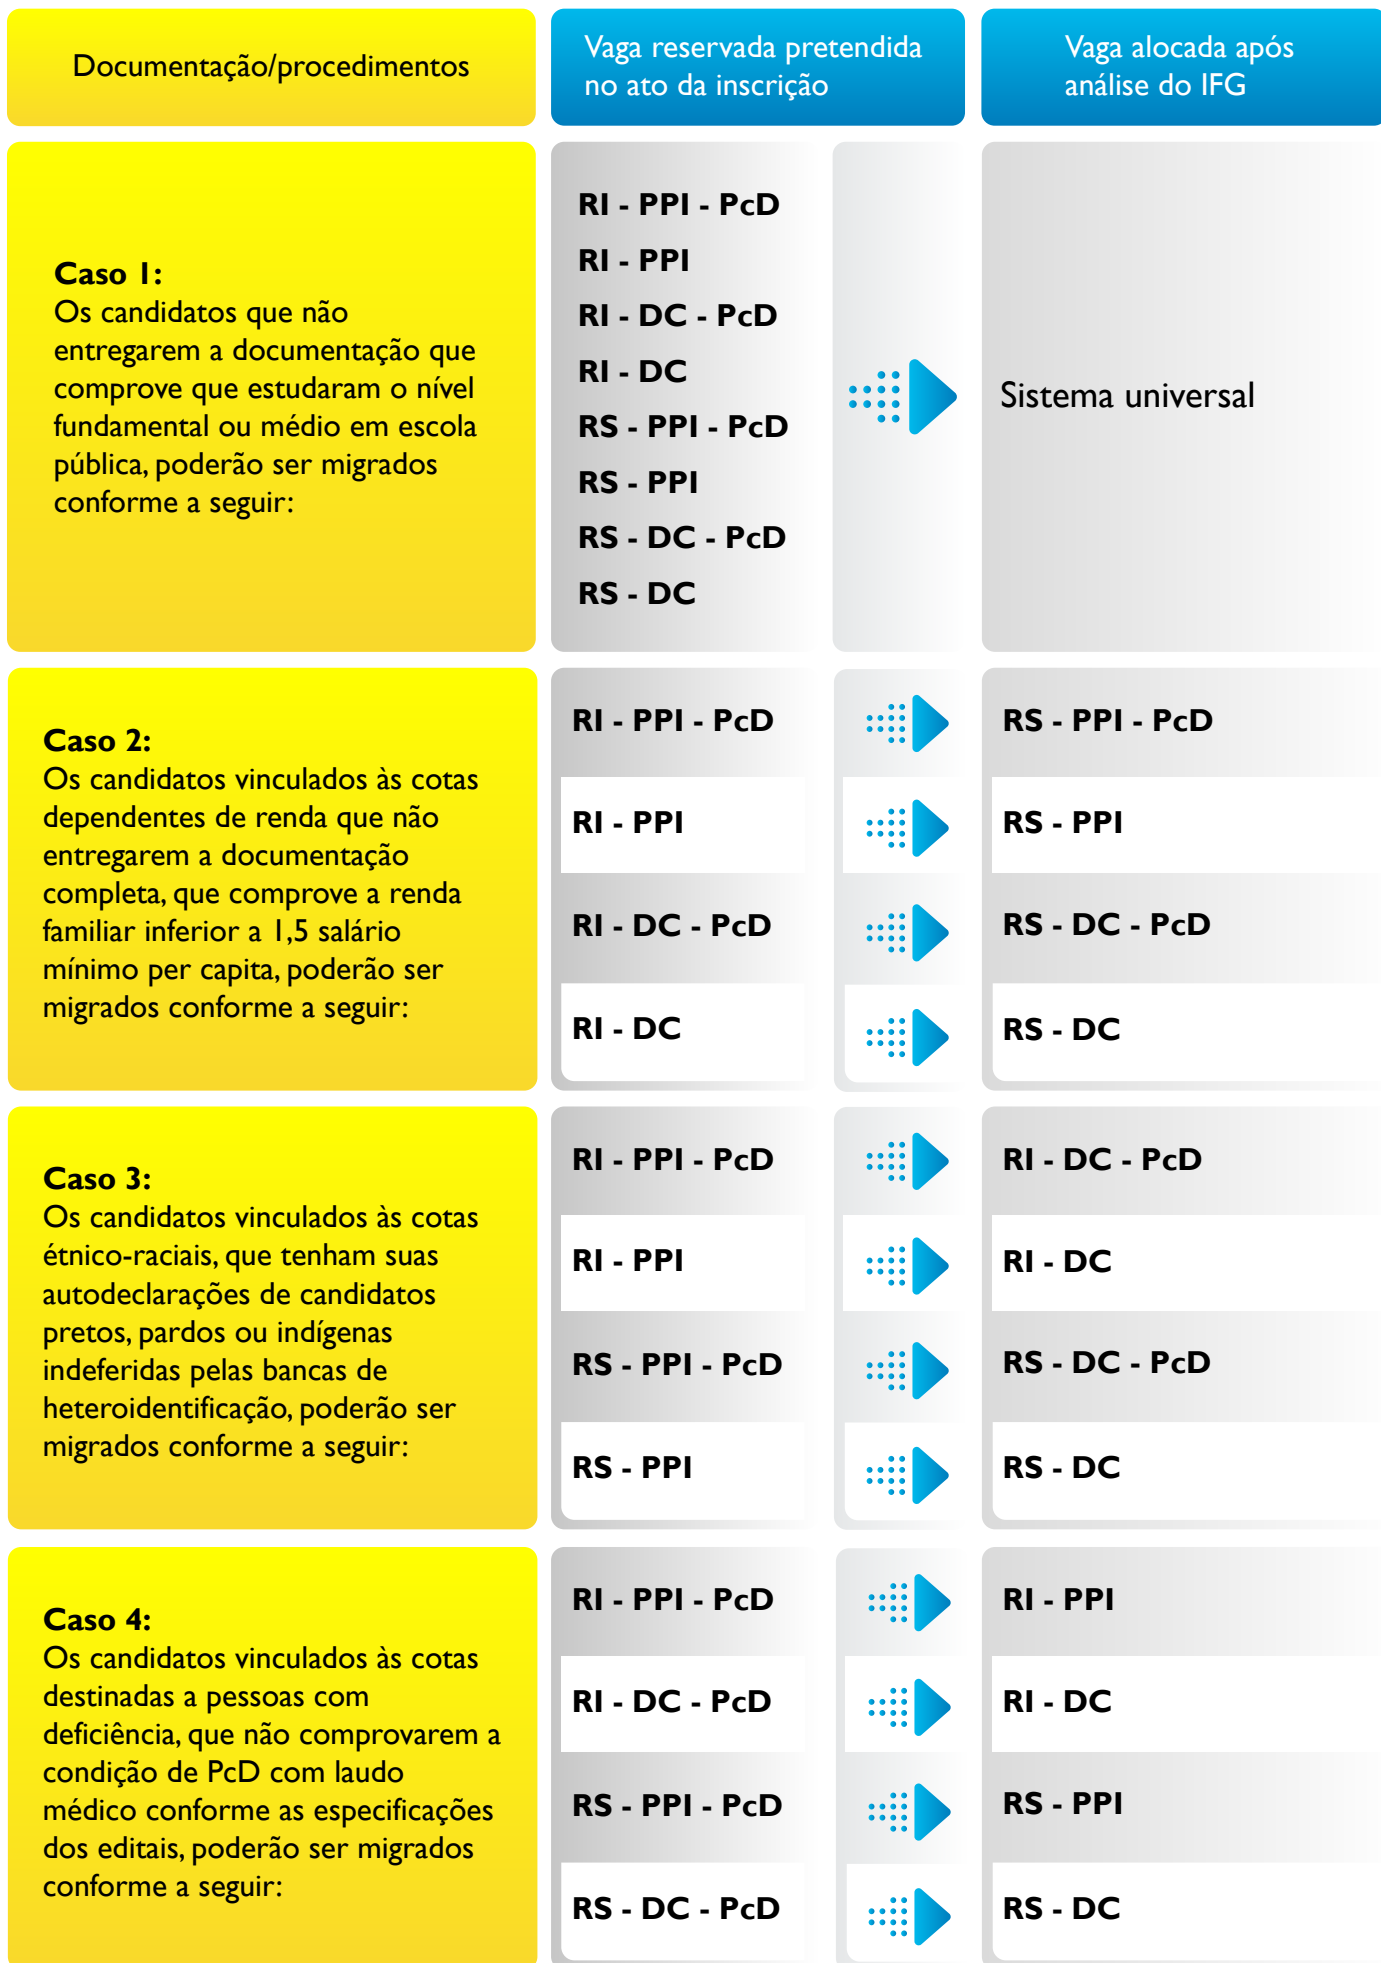 Documentação/procedimentos
Vaga reservada pretendida
no ato da inscrição
Vaga alocada após
análise do IFG
Caso 1:
Os candidatos que não
entregarem a documentação que
comprove que estudaram o nível
fundamental ou médio em escola
pública, poderão ser migrados
conforme a seguir:
RI - PPI - PcD
RI - PPI
RI - DC - PcD
RI - DC
RS - PPI - PcD
RS - PPI
RS - DC - PcD
RS - DC
Sistema universal
Caso 2:
Os candidatos vinculados às cotas
dependentes de renda que não
entregarem a documentação
completa, que comprove a renda
familiar inferior a 1,5 salário
mínimo per capita, poderão ser
migrados conforme a seguir:
RI - PPI - PcD
RS - PPI - PcD
RI - PPI
RS - PPI
RI - DC - PcD
RS - DC - PcD
RI - DC
RS - DC
Caso 3:
Os candidatos vinculados às cotas
étnico-raciais, que tenham suas
autodeclarações de candidatos
pretos, pardos ou indígenas
indeferidas pelas bancas de
heteroidentificação, poderão ser
migrados conforme a seguir:
RI - PPI - PcD
RI - DC - PcD
RI - PPI
RI - DC
RS - PPI - PcD
RS - DC - PcD
RS - PPI
RS - DC
Caso 4:
Os candidatos vinculados às cotas
destinadas a pessoas com
deficiência, que não comprovarem a
condição de PcD com laudo
médico conforme as especificações
dos editais, poderão ser migrados
conforme a seguir:
RI - PPI - PcD
RI - PPI
RI - DC - PcD
RI - DC
RS - PPI - PcD
RS - PPI
RS - DC - PcD
RS - DC